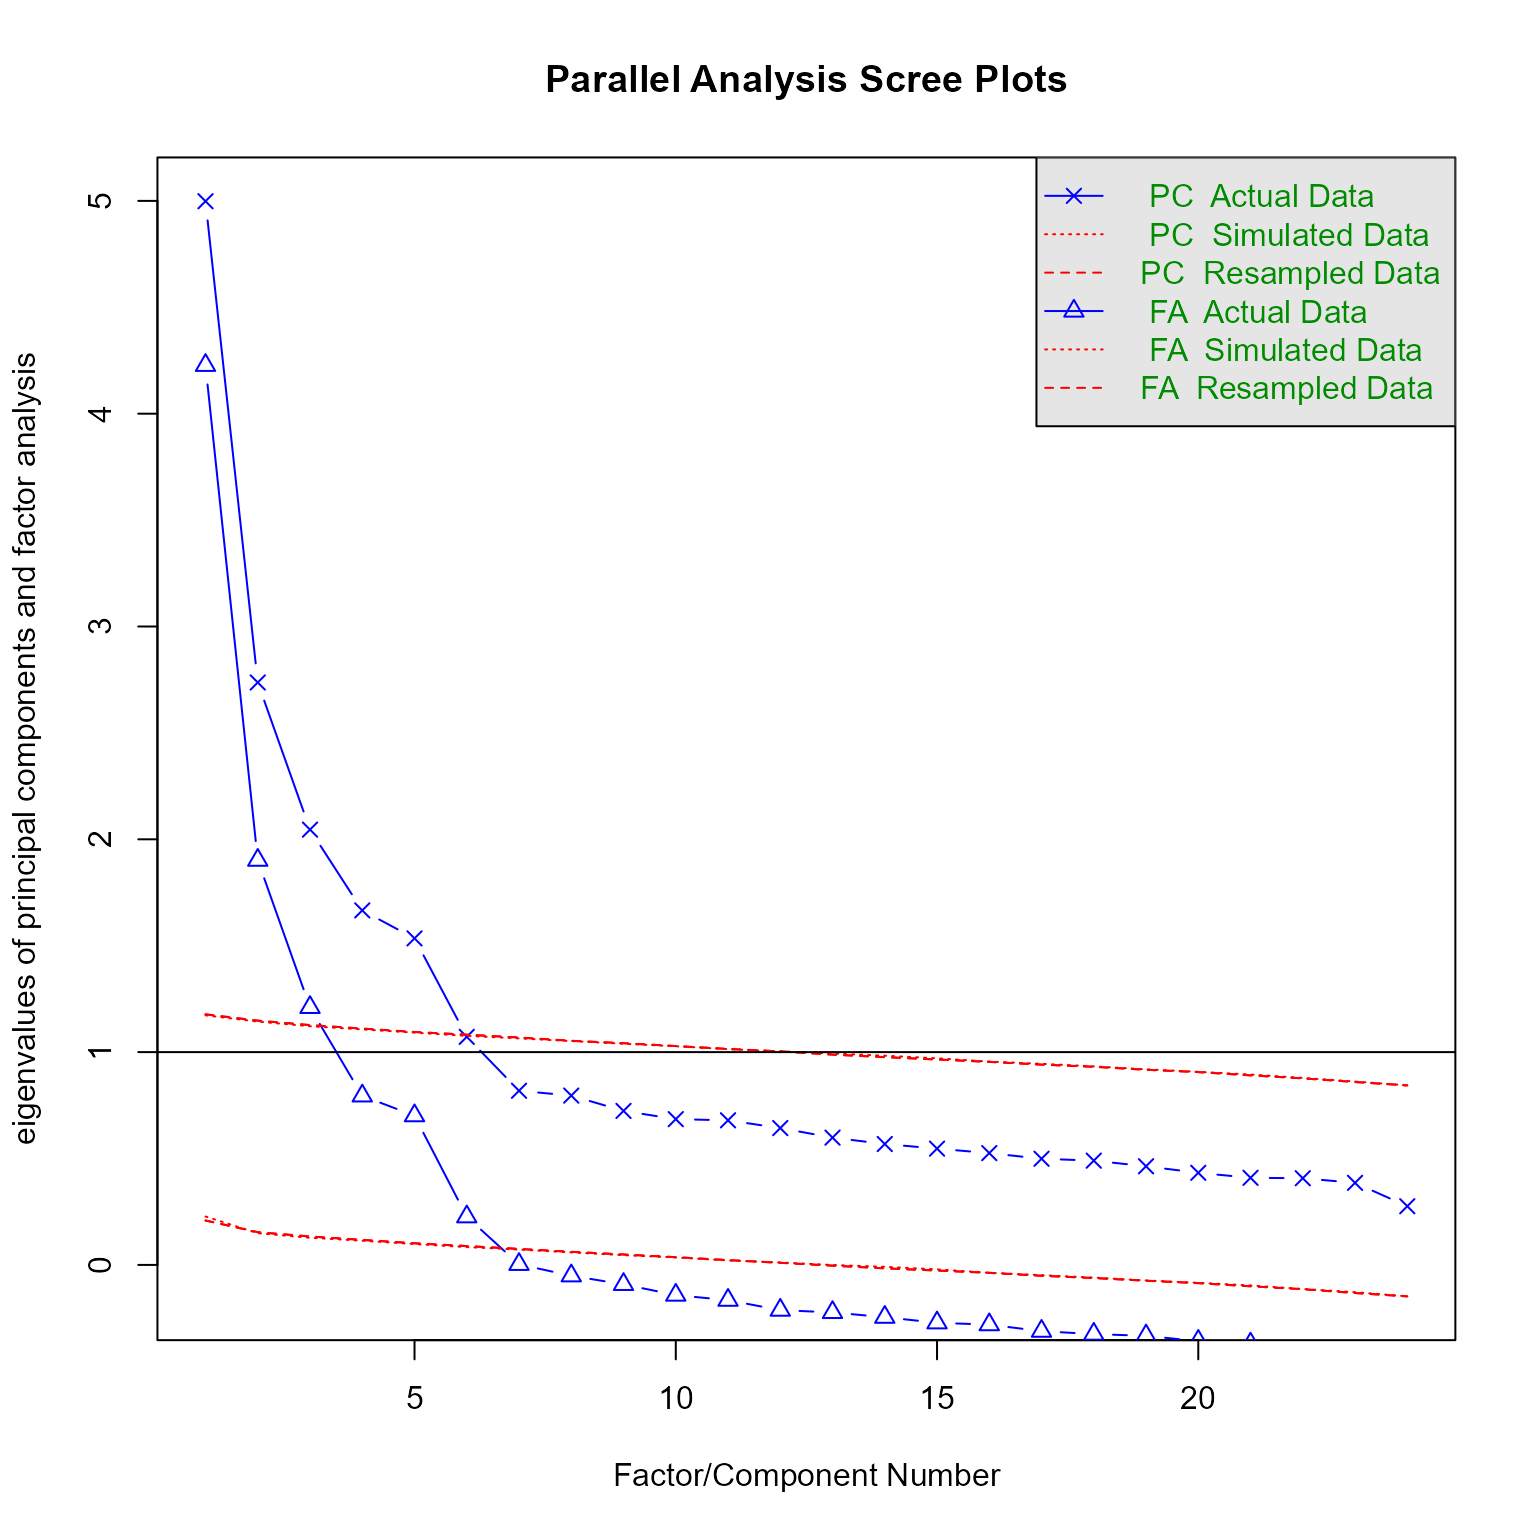 Parallel Analysis Scree Plots
PC Actual Data
PC Simulated Data
PC Resampled Data
FA Actual Data
FA Simulated Data
FA Resampled Data
eigenvalues of principal components and factor analysis
5
4
3
2
1
0
5 10 15 20
Factor/Component Number